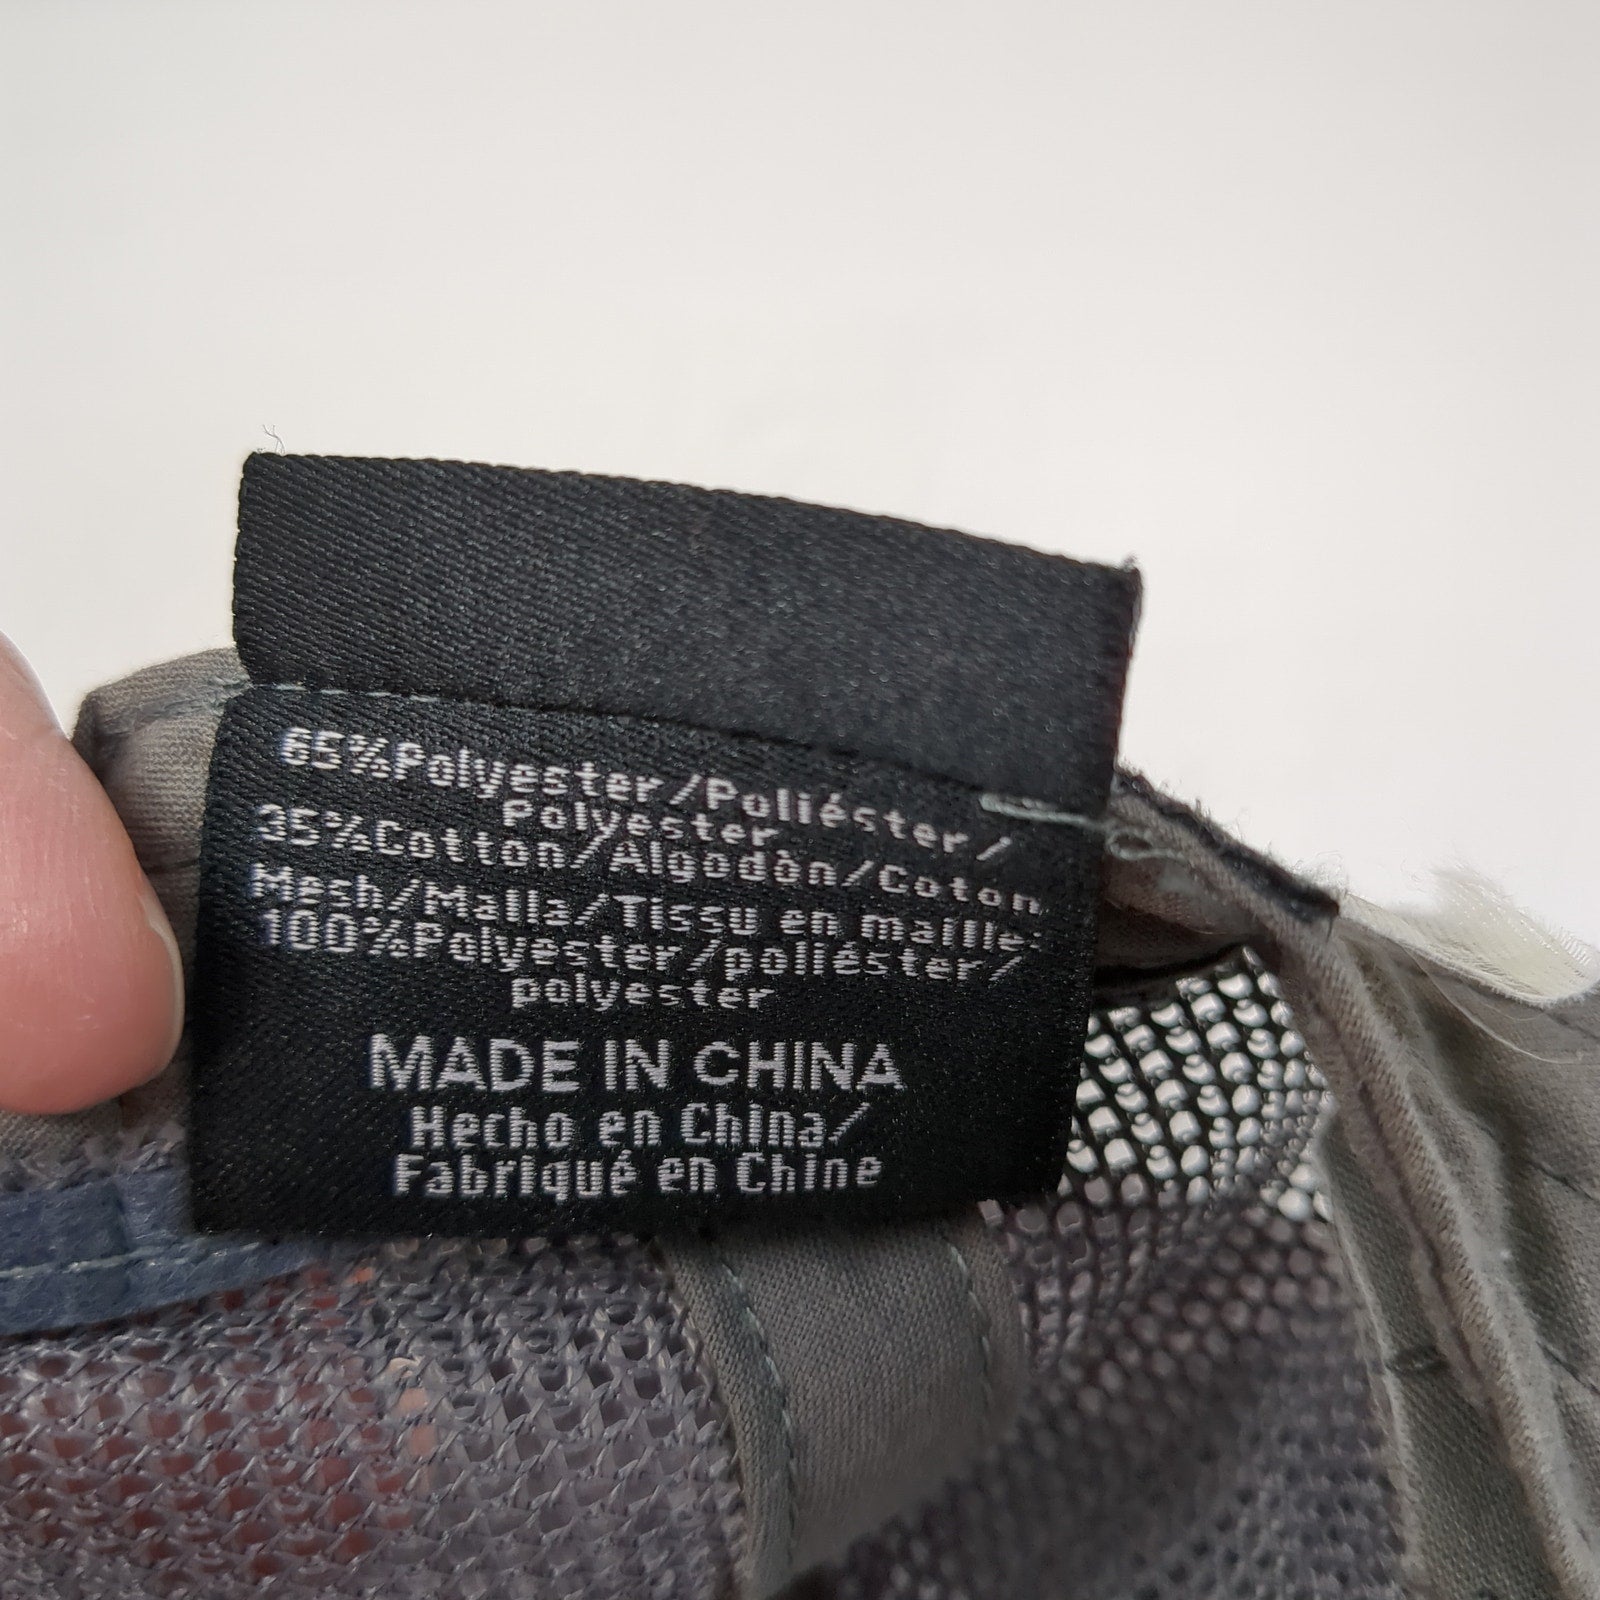 65%Polyester/Poliéster/
Polyester
35%Cotton/Algodòn/Coton
Mesh/Malla/Tissu en maille:
100%Polyester/poliéster/
polyester
MADE IN CHINA
Hecho en China/
Fabriqué en Chine